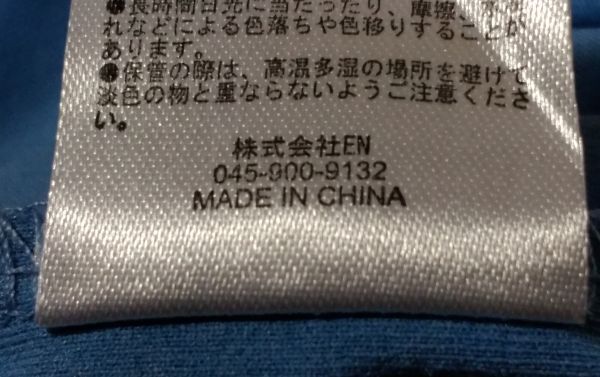 ●長時間日光に当たったり、摩擦、
れなどによる色落ちや色移りすることが
あります。
●保管の際は、高温多湿の場所を避けて
淡色の物と重ならないようご注意くださ
い。
株式会社EN
045-900-9132
MADE IN CHINA